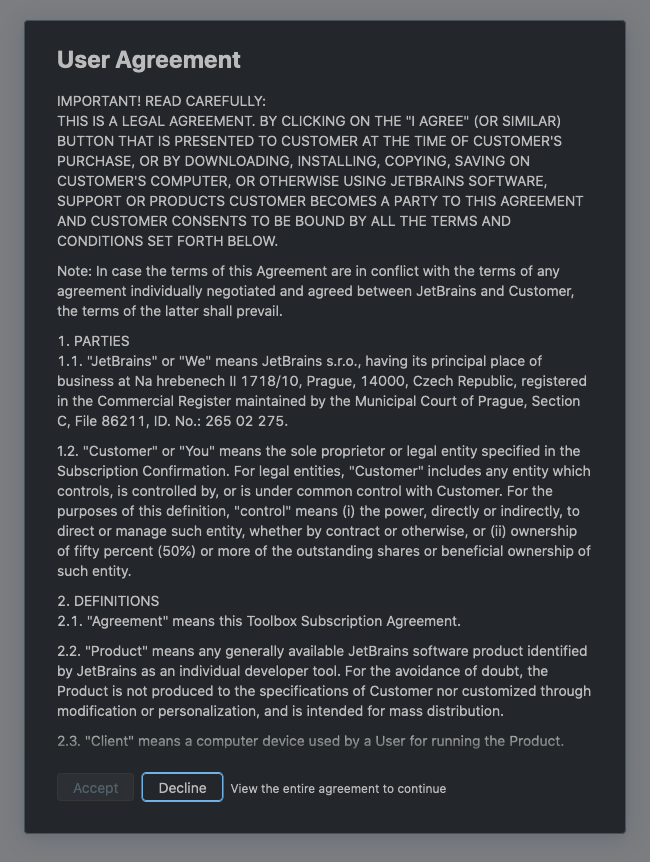 User Agreement
IMPORTANT! READ CAREFULLY:
THIS IS A LEGAL AGREEMENT. BY CLICKING ON THE "I AGREE" (OR SIMILAR)
BUTTON THAT IS PRESENTED TO CUSTOMER AT THE TIME OF CUSTOMER'S
PURCHASE, OR BY DOWNLOADING, INSTALLING, COPYING, SAVING ON
CUSTOMER'S COMPUTER, OR OTHERWISE USING JETBRAINS SOFTWARE,
SUPPORT OR PRODUCTS CUSTOMER BECOMES A PARTY TO THIS AGREEMENT
AND CUSTOMER CONSENTS TO BE BOUND BY ALL THE TERMS AND
CONDITIONS SET FORTH BELOW.
Note: In case the terms of this Agreement are in conflict with the terms of any
agreement individually negotiated and agreed between JetBrains and Customer,
the terms of the latter shall prevail.
1. PARTIES
1.1. "JetBrains" or "We" means JetBrains s.r.o., having its principal place of
business at Na hrebenech II 1718/10, Prague, 14000, Czech Republic, registered
in the Commercial Register maintained by the Municipal Court of Prague, Section
C, File 86211, ID. No.: 265 02 275.
1.2. "Customer" or "You" means the sole proprietor or legal entity specified in the
Subscription Confirmation. For legal entities, "Customer" includes any entity which
controls, is controlled by, or is under common control with Customer. For the
purposes of this definition, "control" means (i) the power, directly or indirectly, to
direct or manage such entity, whether by contract or otherwise, or (ii) ownership
of fifty percent (50%) or more of the outstanding shares or beneficial ownership of
such entity.
2. DEFINITIONS
2.1. "Agreement" means this Toolbox Subscription Agreement.
2.2. "Product" means any generally available JetBrains software product identified
by JetBrains as an individual developer tool. For the avoidance of doubt, the
Product is not produced to the specifications of Customer nor customized through
modification or personalization, and is intended for mass distribution.
2.3. "Client" means a computer device used by a User for running the Product.
Accept Decline View the entire agreement to continue